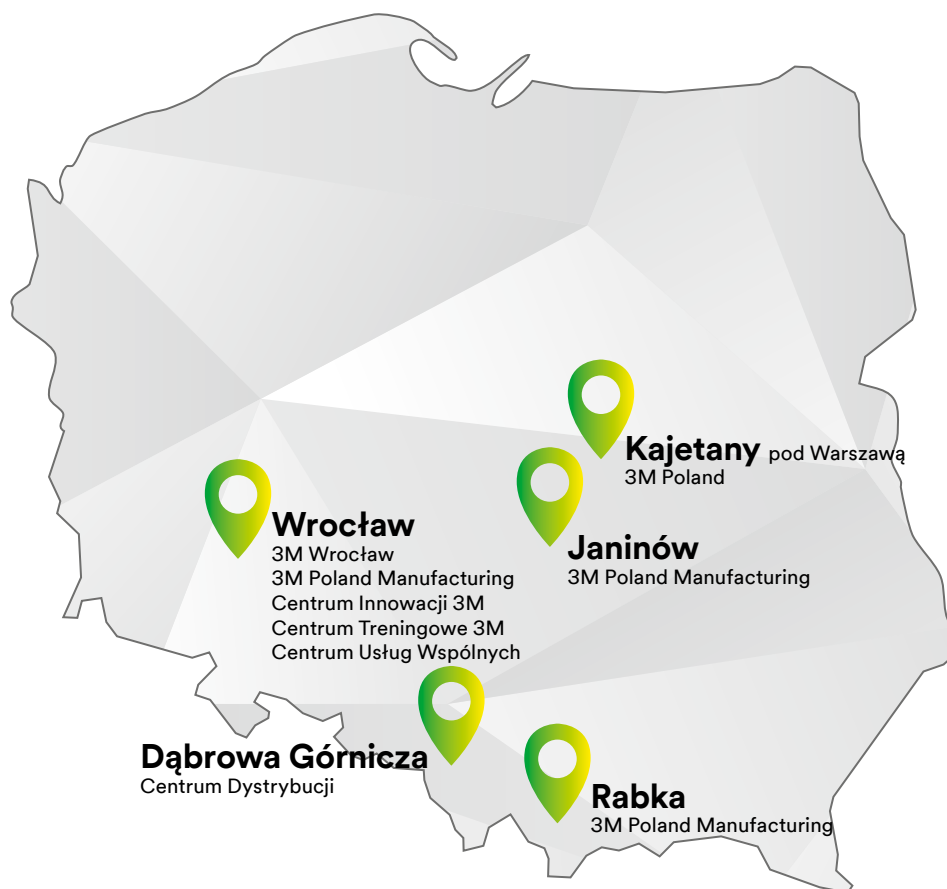 Kajetany pod Warszawą
3M Poland
Wrocław
3M Wrocław
3M Poland Manufacturing
Centrum Innowacji 3M
Centrum Treningowe 3M
Centrum Usług Wspólnych
Janinów
3M Poland Manufacturing
Dąbrowa Górnicza
Centrum Dystrybucji
Rabka
3M Poland Manufacturing